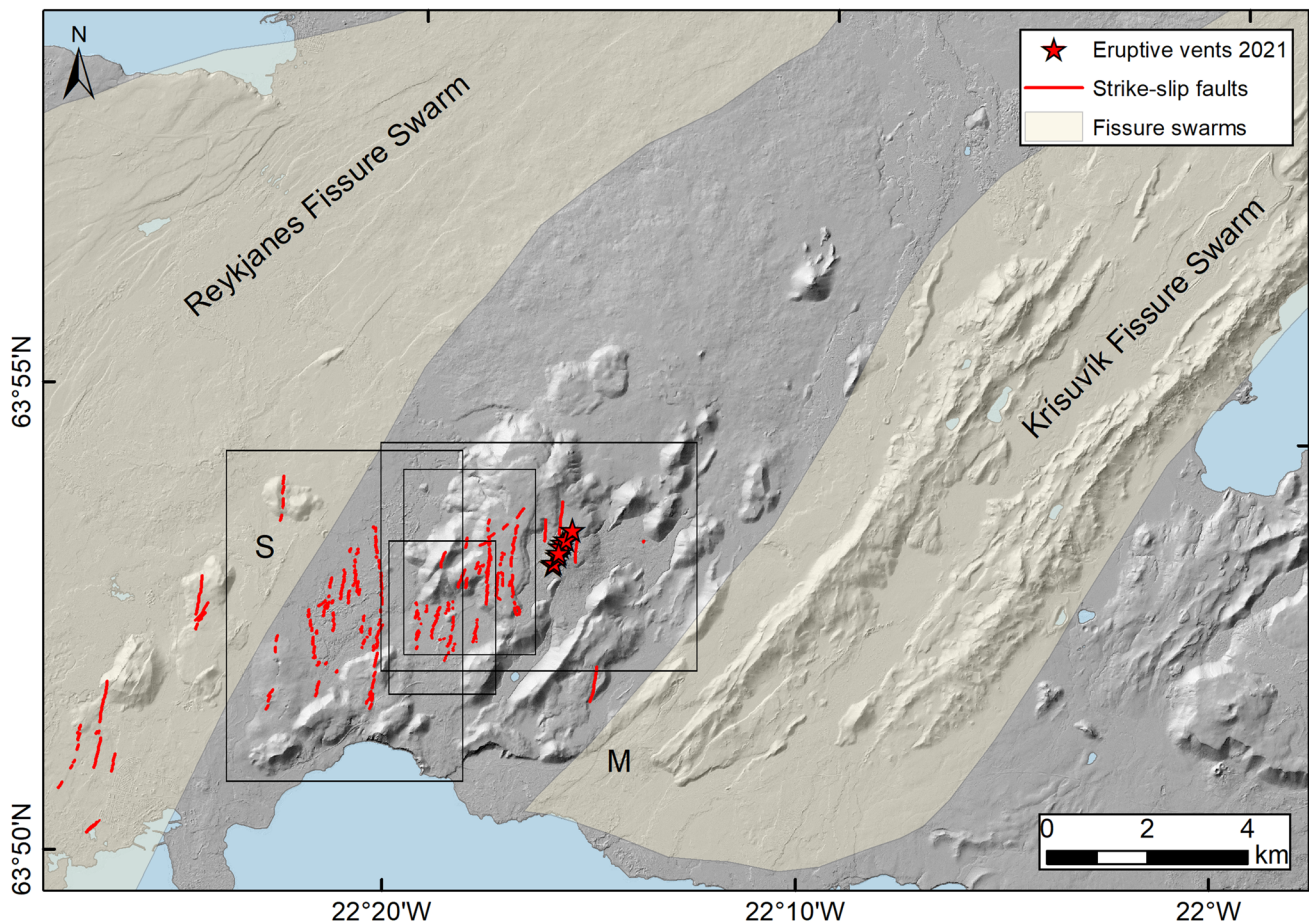 N
Eruptive vents 2021
Strike-slip faults
Fissure swarms
Reykjanes Fissure Swarm
Krísuvík Fissure Swarm
63°55'N
S
M
63°50'N
0 2 4
km
22°20'W 22°10'W 22°W